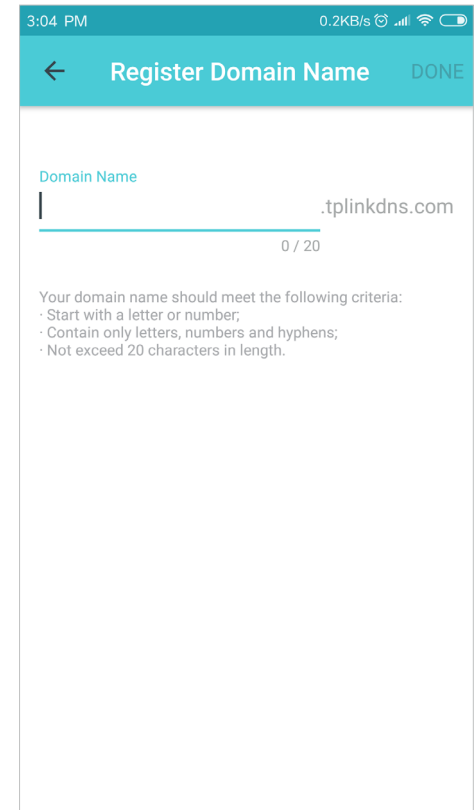 3:04 PM 0.2KB/s
Register Domain Name DONE
Domain Name
.tplinkdns.com
0 / 20
Your domain name should meet the following criteria:
· Start with a letter or number;
· Contain only letters, numbers and hyphens;
· Not exceed 20 characters in length.